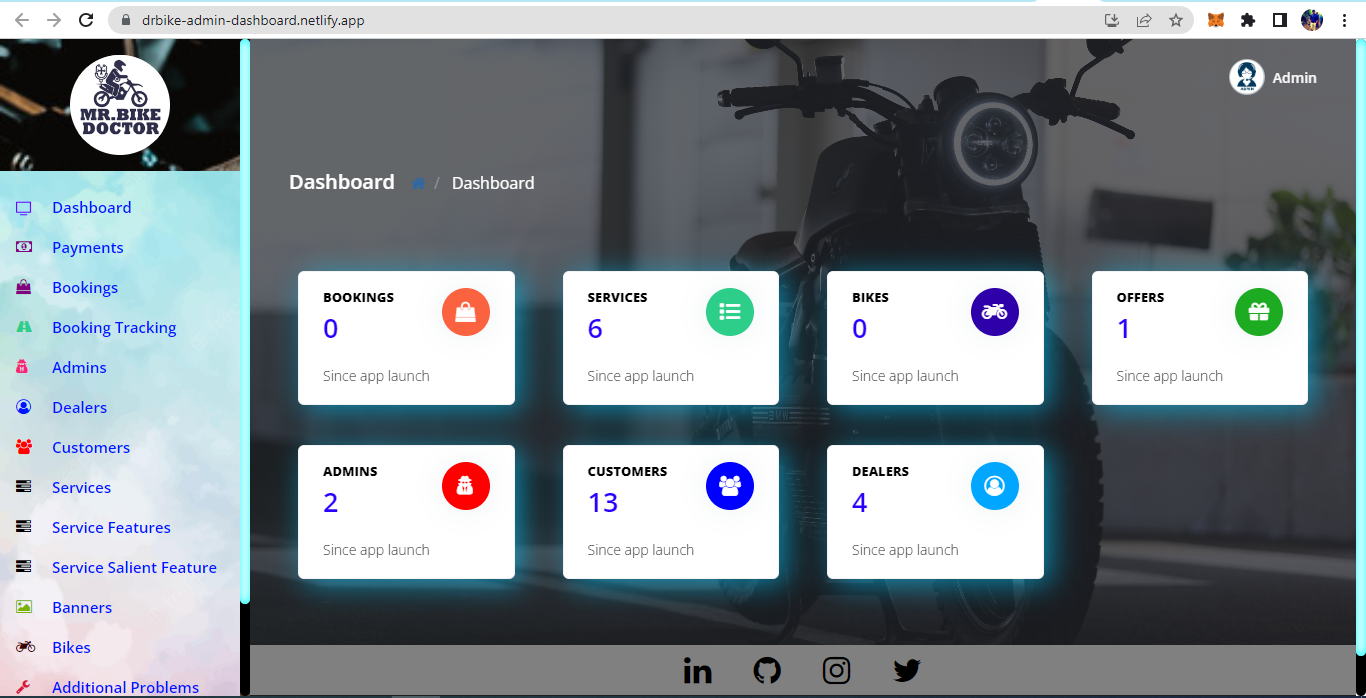 drbike-admin-dashboard.netlify.app
MR.BIKE
DOCTOR
Admin
Dashboard / Dashboard
Dashboard
Payments
Bookings
Booking Tracking
Admins
Dealers
Customers
Services
Service Features
Service Salient Feature
Banners
Bikes
Additional Problems
BOOKINGS
0
Since app launch
SERVICES
6
Since app launch
BIKES
0
Since app launch
OFFERS
1
Since app launch
ADMINS
2
Since app launch
CUSTOMERS
13
Since app launch
DEALERS
4
Since app launch